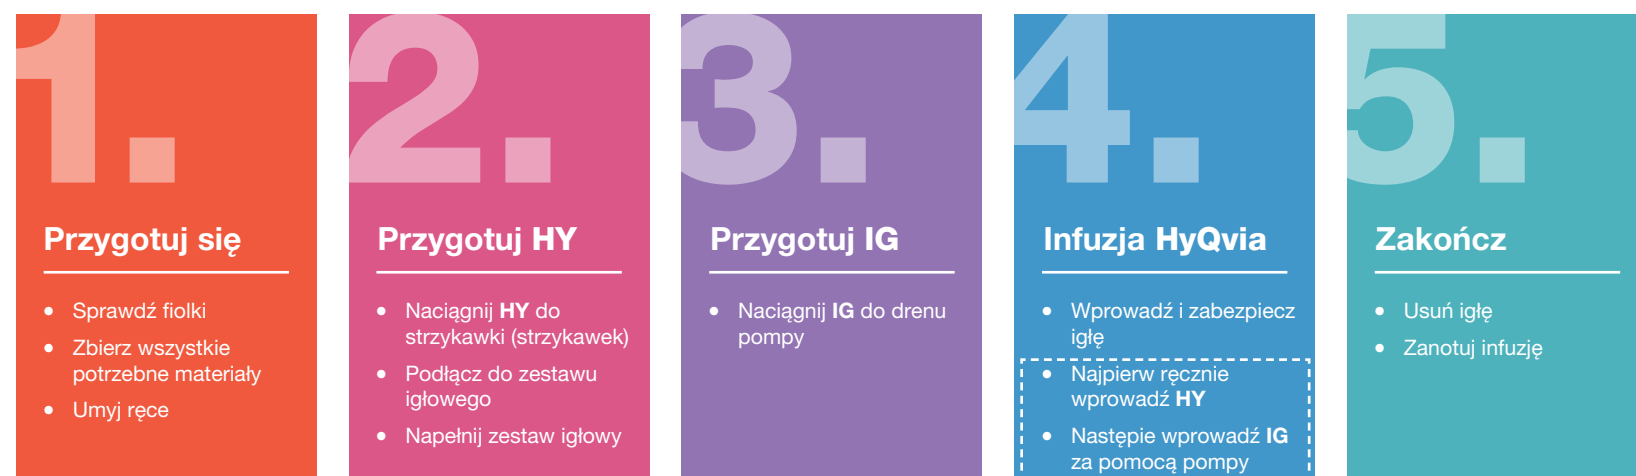 1.
Przygotuj się
• Sprawdź fiolki
• Zbierz wszystkie
potrzebne materiały
• Umyj ręce
2.
Przygotuj HY
• Naciągnij HY do
strzykawki (strzykawek)
• Podłącz do zestawu
igłowego
• Napełnij zestaw igłowy
3.
Przygotuj IG
• Naciągnij IG do drenu
pompy
4.
Infuzja HyQvia
• Wprowadź i zabezpiecz
igłę
• Najpierw ręcznie
wprowadź HY
• Następie wprowadź IG
za pomocą pompy
5.
Zakończ
• Usuń igłę
• Zanotuj infuzję